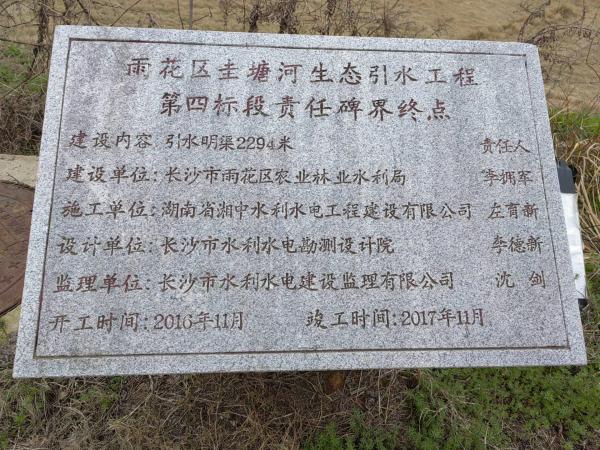 雨花区圭塘河生态引水工程
第四标段责任碑界终点
建设内容:引水明渠2294米 责任人
建设单位:长沙市雨花区农业林业水利局 李拥军
施工单位:湖南省湘中水利水电工程建设有限公司 左育新
设计单位:长沙市水利水电勘测设计院 李德新
监理单位:长沙市水利水电建设监理有限公司 沈剑
开工时间:2016年11月 竣工时间:2017年11月